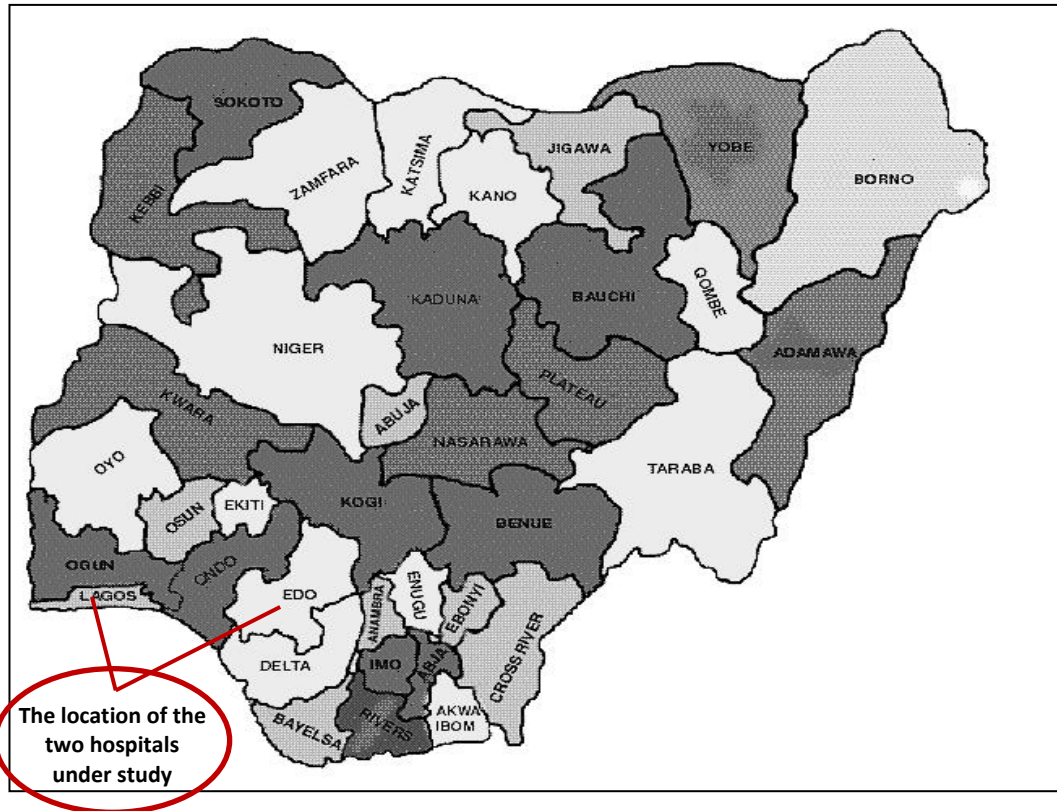 SOKOTO
KEBBI
ZAMFARA
KATSIMA
KANO
JIGAWA
YOBE
BORNO
KADUNA
BAUCHI
QOMBE
ADAMAWA
NIGER
PLATEAU
KWARA
ABUJA
NASARAWA
TARABA
OYO
OSUN
EKITI
KOGI
BENUE
OGUN
ONDO
LAGOS
EDO
ANAMBRA
ENUGU
EBONYI
CROSS RIVER
DELTA
IMO
ABJA
BAYELSA
RIVERS
AKWA
IBOM
The location of the
two hospitals
under study